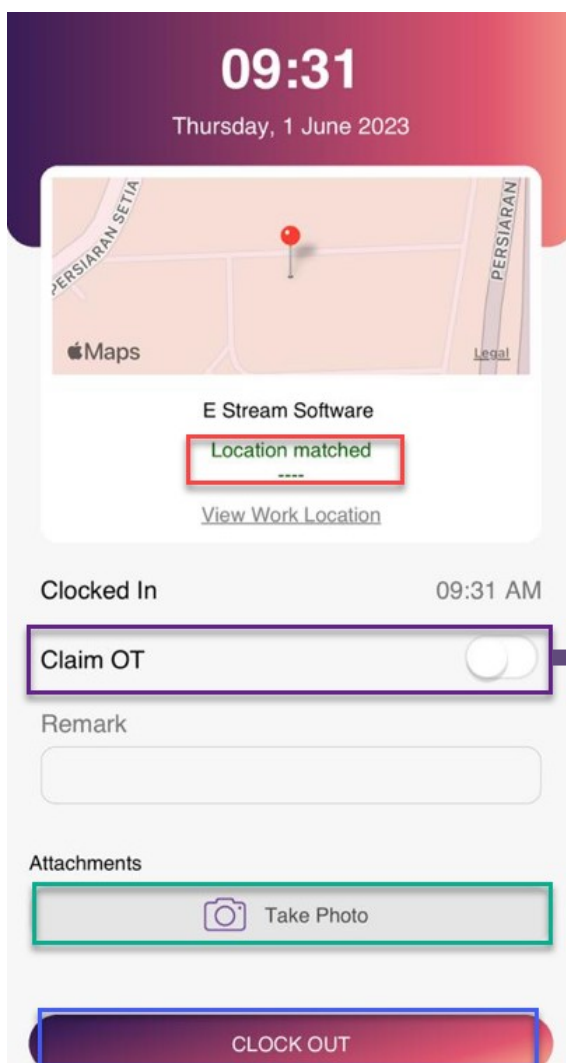 09:31
Thursday, 1 June 2023
PERSIARAN SETIA
PERSIARAN
Maps
Legal
E Stream Software
Location matched
----
View Work Location
Clocked In 09:31 AM
Claim OT
Remark
Attachments
Take Photo
CLOCK OUT